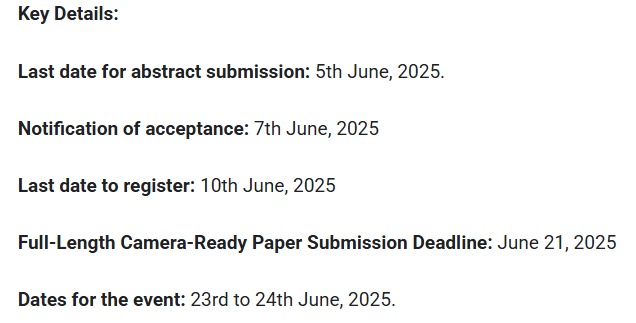 Key Details:
Last date for abstract submission: 5th June, 2025.
Notification of acceptance: 7th June, 2025
Last date to register: 10th June, 2025
Full-Length Camera-Ready Paper Submission Deadline: June 21, 2025
Dates for the event: 23rd to 24th June, 2025.